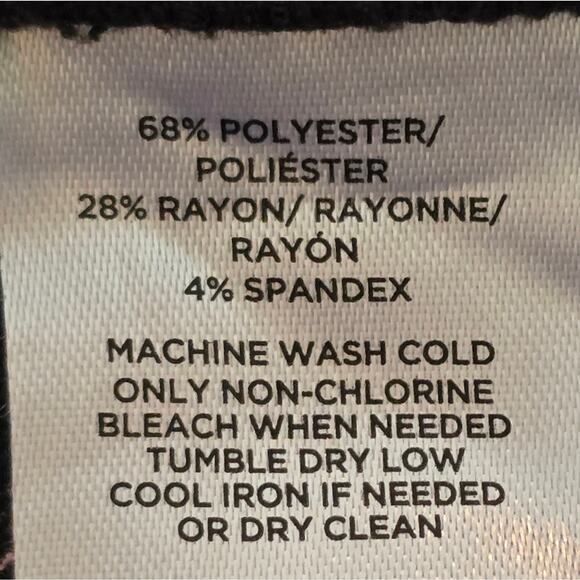 68% POLYESTER/
POLIÉSTER
28% RAYON/ RAYONNE/
RAYÓN
4% SPANDEX
MACHINE WASH COLD
ONLY NON-CHLORINE
BLEACH WHEN NEEDED
TUMBLE DRY LOW
COOL IRON IF NEEDED
OR DRY CLEAN